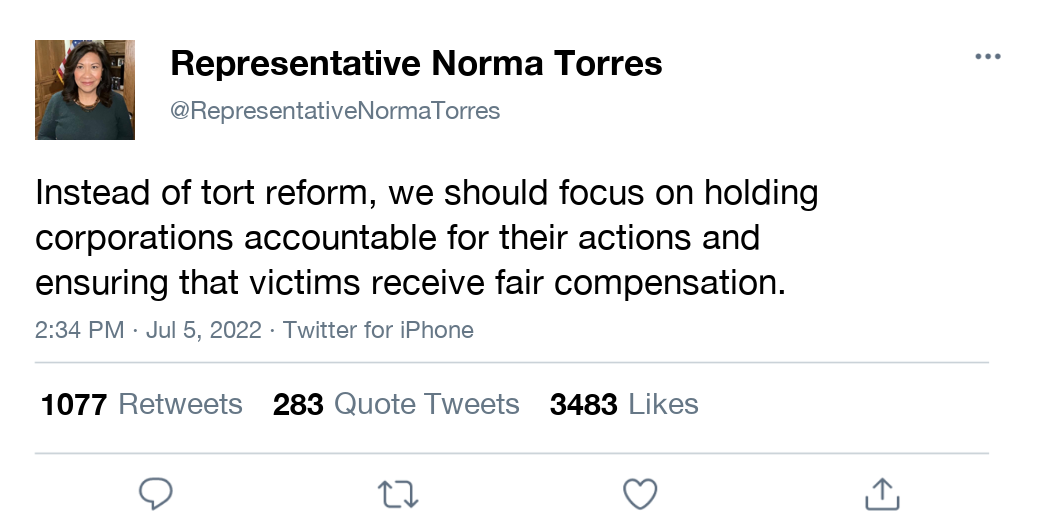 Representative Norma Torres
@RepresentativeNormaTorres
Instead of tort reform, we should focus on holding
corporations accountable for their actions and
ensuring that victims receive fair compensation.
2:34 PM · Jul 5, 2022 · Twitter for iPhone
1077 Retweets 283 Quote Tweets 3483 Likes